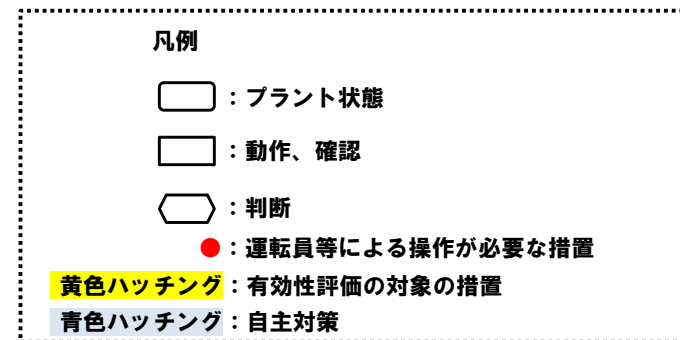 凡例
：プラント状態
：動作、確認
：判断
：運転員等による操作が必要な措置
黄色ハッチング：有効性評価の対象の措置
青色ハッチング：自主対策